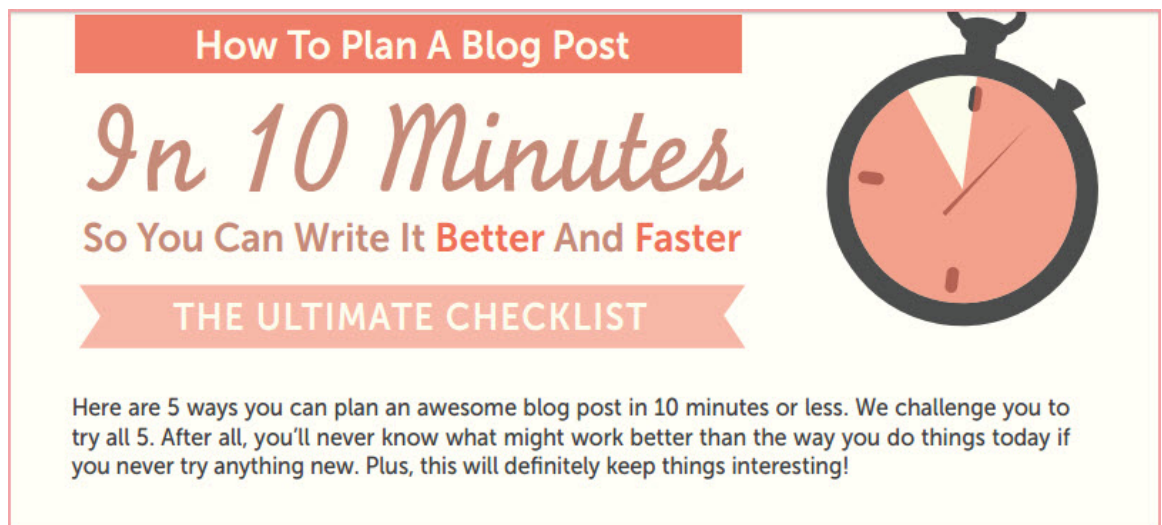 How To Plan A Blog Post
In 10 Minutes
So You Can Write It Better And Faster
THE ULTIMATE CHECKLIST
Here are 5 ways you can plan an awesome blog post in 10 minutes or less. We challenge you to
try all 5. After all, you’ll never know what might work better than the way you do things today if
you never try anything new. Plus, this will definitely keep things interesting!